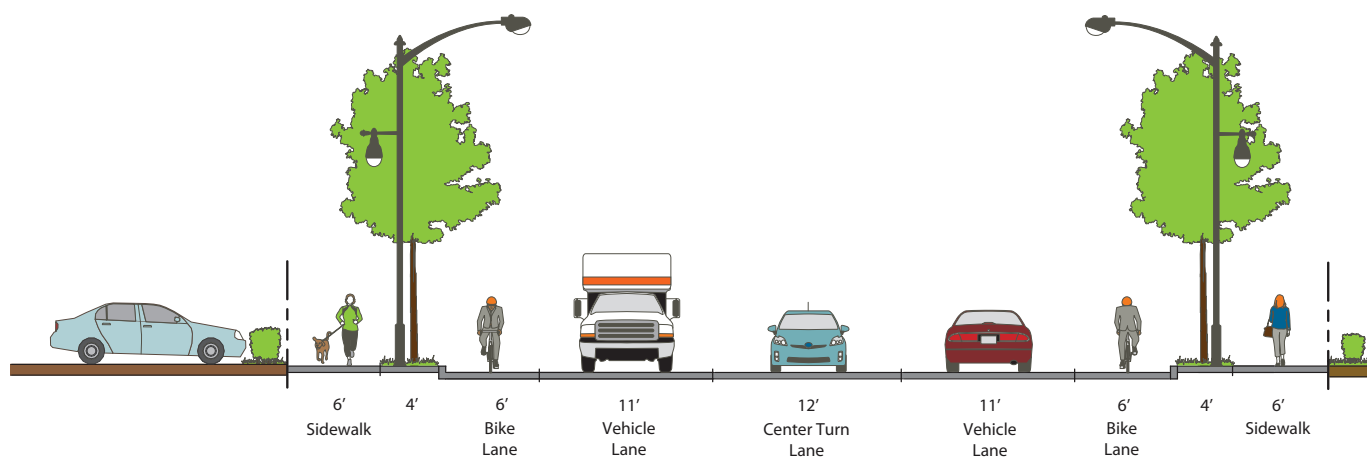 6’ 4’ 6’ 11’ 12’ 11’ 6’ 4’ 6’
Sidewalk Bike Vehicle Center Turn Vehicle Bike Sidewalk
Lane Lane Lane Lane Lane